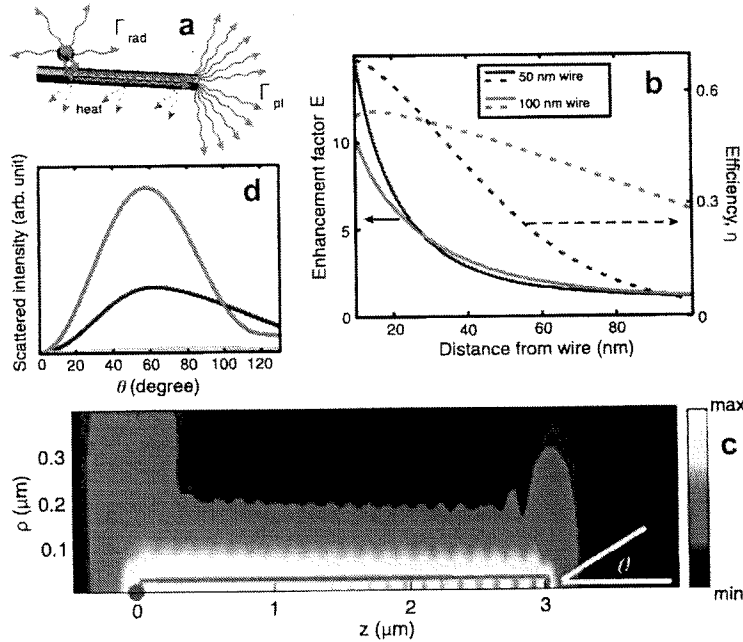 a
Γrad
Γpl
heat
b
50 nm wire
100 nm wire
Enhancement factor E
10
5
0
20
40
60
80
Distance from wire (nm)
0.6
0.3
0
Efficiency, η
d
Scattered intensity (arb. unit)
0 20 40 60 80 100 120
θ (degree)
c
max
min
ρ (μm)
0.3
0.2
0.1
0
1
2
3
z (μm)
θ